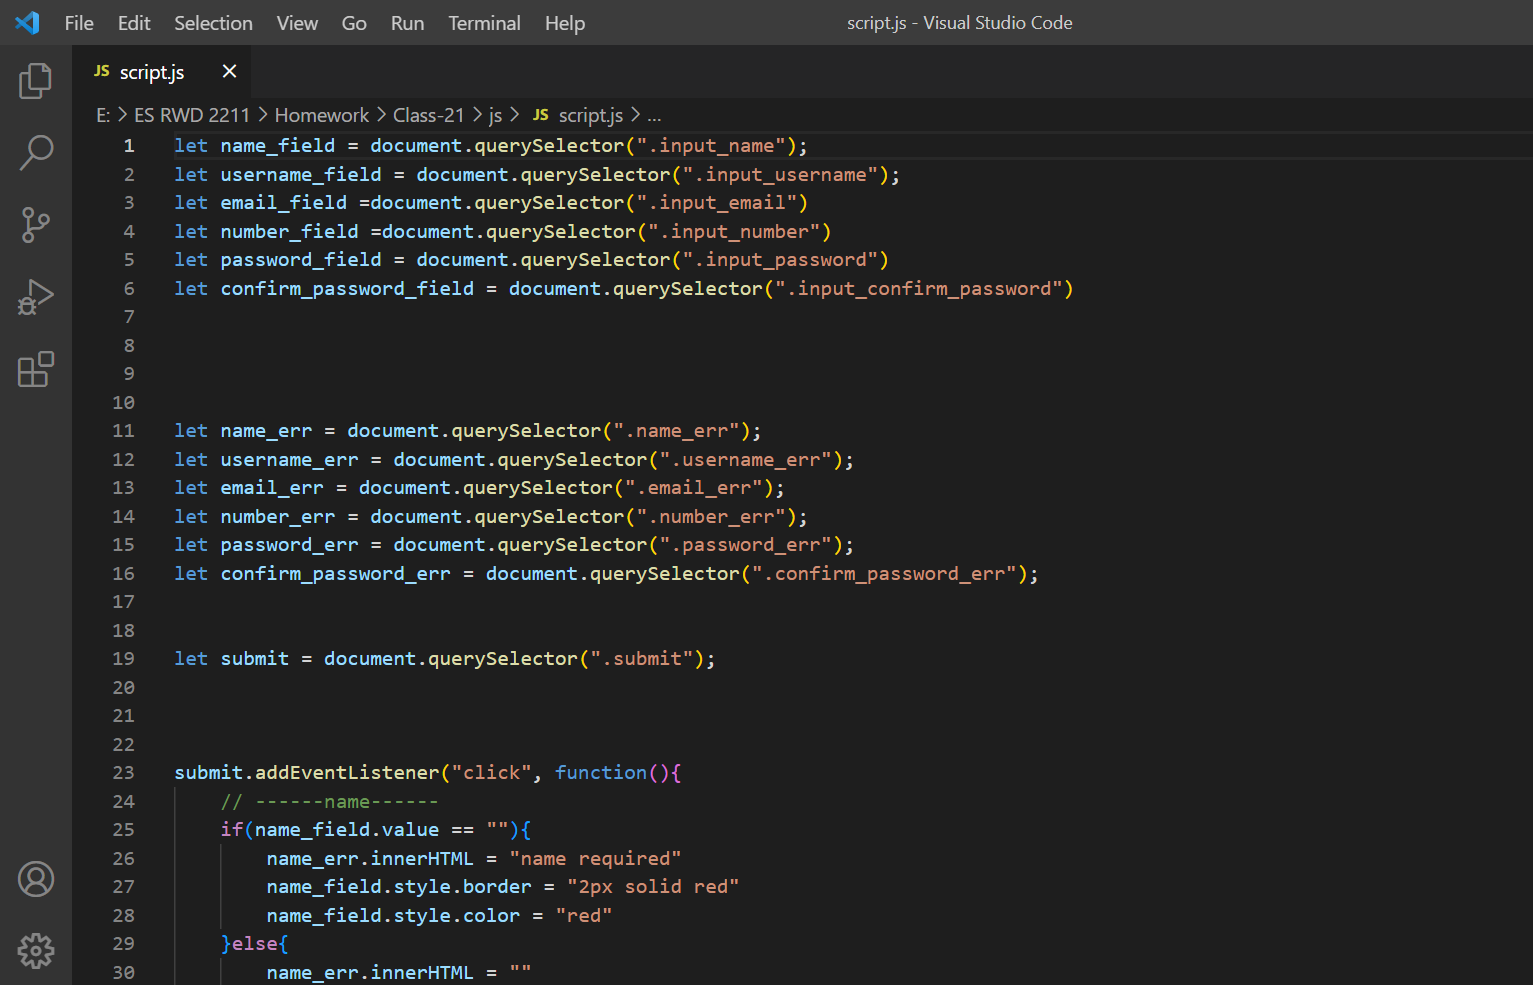 File Edit Selection View Go Run Terminal Help script.js - Visual Studio Code
JS script.js ×
E: > ES RWD 2211 > Homework > Class-21 > js > JS script.js > ...
1 let name_field = document.querySelector(".input_name");
2 let username_field = document.querySelector(".input_username");
3 let email_field =document.querySelector(".input_email")
4 let number_field =document.querySelector(".input_number")
5 let password_field = document.querySelector(".input_password")
6 let confirm_password_field = document.querySelector(".input_confirm_password")
7
8
9
10
11 let name_err = document.querySelector(".name_err");
12 let username_err = document.querySelector(".username_err");
13 let email_err = document.querySelector(".email_err");
14 let number_err = document.querySelector(".number_err");
15 let password_err = document.querySelector(".password_err");
16 let confirm_password_err = document.querySelector(".confirm_password_err");
17
18
19 let submit = document.querySelector(".submit");
20
21
22
23 submit.addEventListener("click", function(){
24     // ------name------
25     if(name_field.value == ""){
26         name_err.innerHTML = "name required"
27         name_field.style.border = "2px solid red"
28         name_field.style.color = "red"
29     }else{
30         name_err.innerHTML = ""